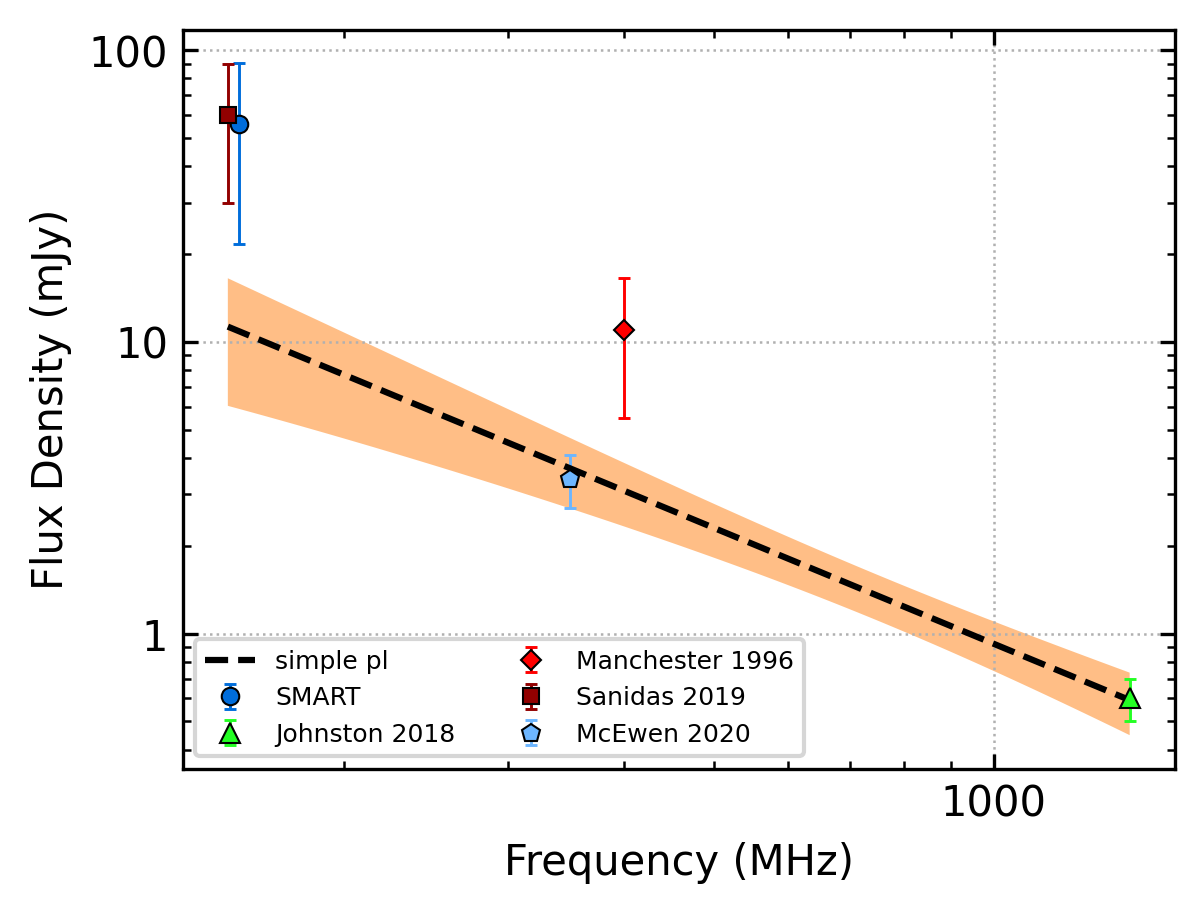 100
10
1
Flux Density (mJy)
simple pl
SMART
Johnston 2018
Manchester 1996
Sanidas 2019
McEwen 2020
1000
Frequency (MHz)